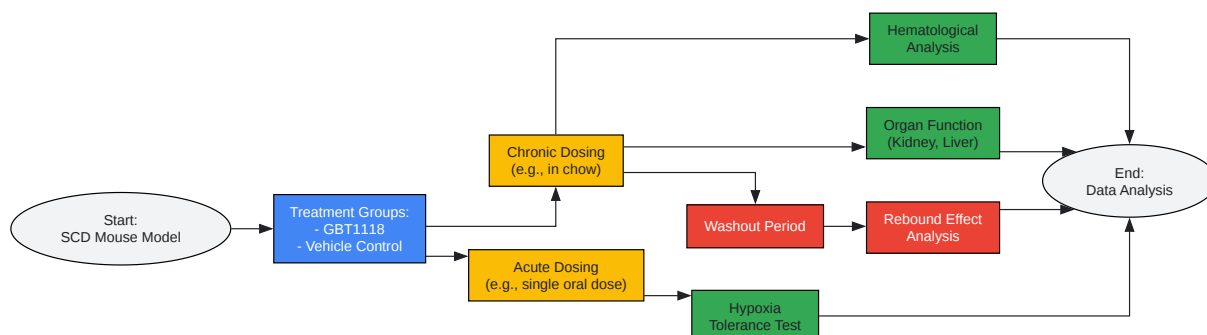 Start:
SCD Mouse Model
Treatment Groups:
- GBT1118
- Vehicle Control
Chronic Dosing
(e.g., in chow)
Acute Dosing
(e.g., single oral dose)
Washout Period
Hypoxia
Tolerance Test
Hematological
Analysis
Organ Function
(Kidney, Liver)
Rebound Effect
Analysis
End:
Data Analysis